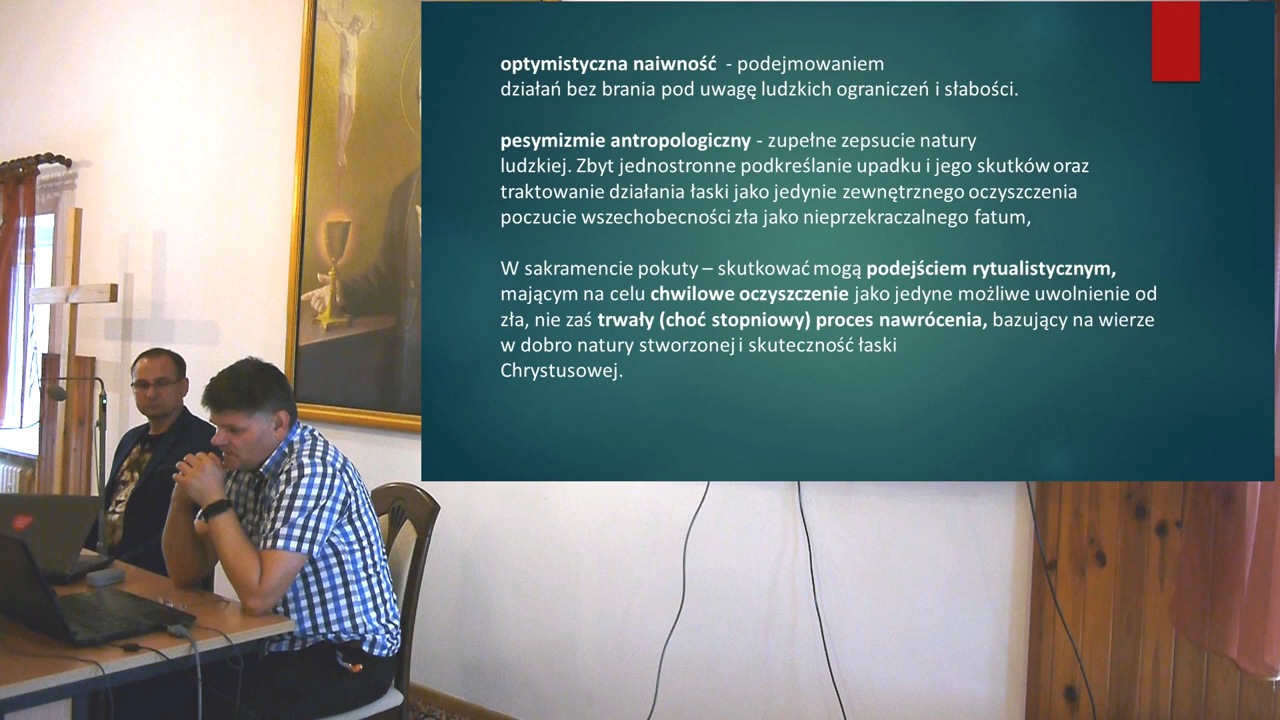 optymistyczna naiwność - podejmowaniem
działań bez brania pod uwagę ludzkich ograniczeń i słabości.
pesymizmie antropologiczny - zupełne zepsucie natury
ludzkiej. Zbyt jednostronne podkreślanie upadku i jego skutków oraz
traktowanie działania łaski jako jedynie zewnętrznego oczyszczenia
poczucie wszechobecności zła jako nieprzekraczalnego fatum,
W sakramencie pokuty – skutkować mogą podejściem rytualistycznym,
mającym na celu chwilowe oczyszczenie jako jedyne możliwe uwolnienie od
zła, nie zaś trwały (choć stopniowy) proces nawrócenia, bazujący na wierze
w dobro natury stworzonej i skuteczność łaski
Chrystusowej.